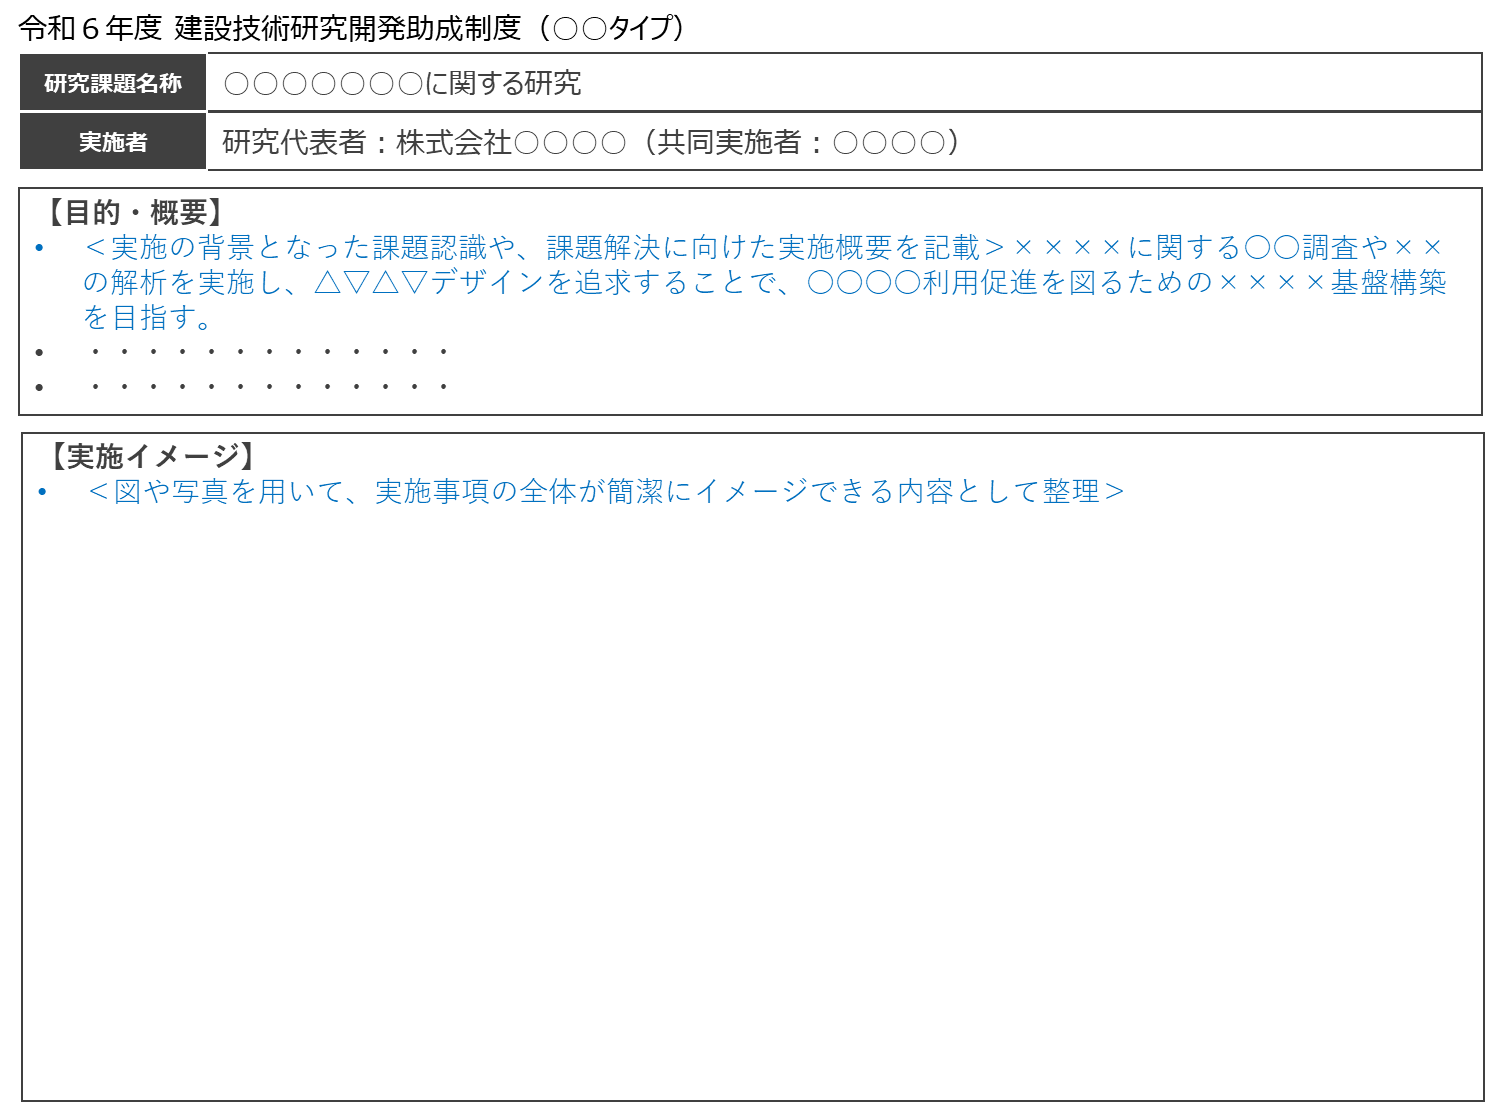 令和６年度 建設技術研究開発助成制度（○○タイプ）
研究課題名称
○○○○○○○に関する研究
実施者
研究代表者：株式会社○○○○（共同実施者：○○○○）
【目的・概要】
• ＜実施の背景となった課題認識や、課題解決に向けた実施概要を記載＞××××に関する○○調査や××
の解析を実施し、△▽△▽デザインを追求することで、○○○○利用促進を図るための××××基盤構築
を目指す。
• ・・・・・・・・・・・・・
• ・・・・・・・・・・・・・
【実施イメージ】
• ＜図や写真を用いて、実施事項の全体が簡潔にイメージできる内容として整理＞